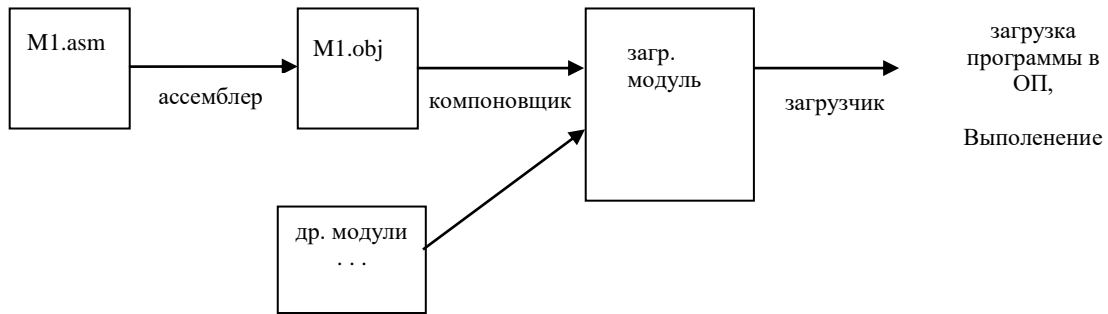 M1.asm
ассемблер
M1.obj
компоновщик
др. модули
. . .
загр.
модуль
загрузчик
загрузка
программы в
ОП,
Выполенение